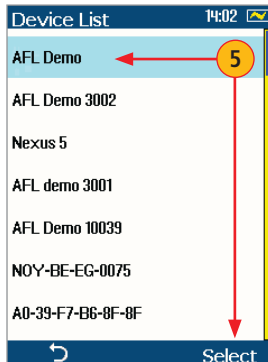 Device List 14:02
AFL Demo
5
AFL Demo 3002
Nexus 5
AFL demo 3001
AFL Demo 10039
NOY-BE-EG-0075
A0-39-F7-B6-8F-8F
Select